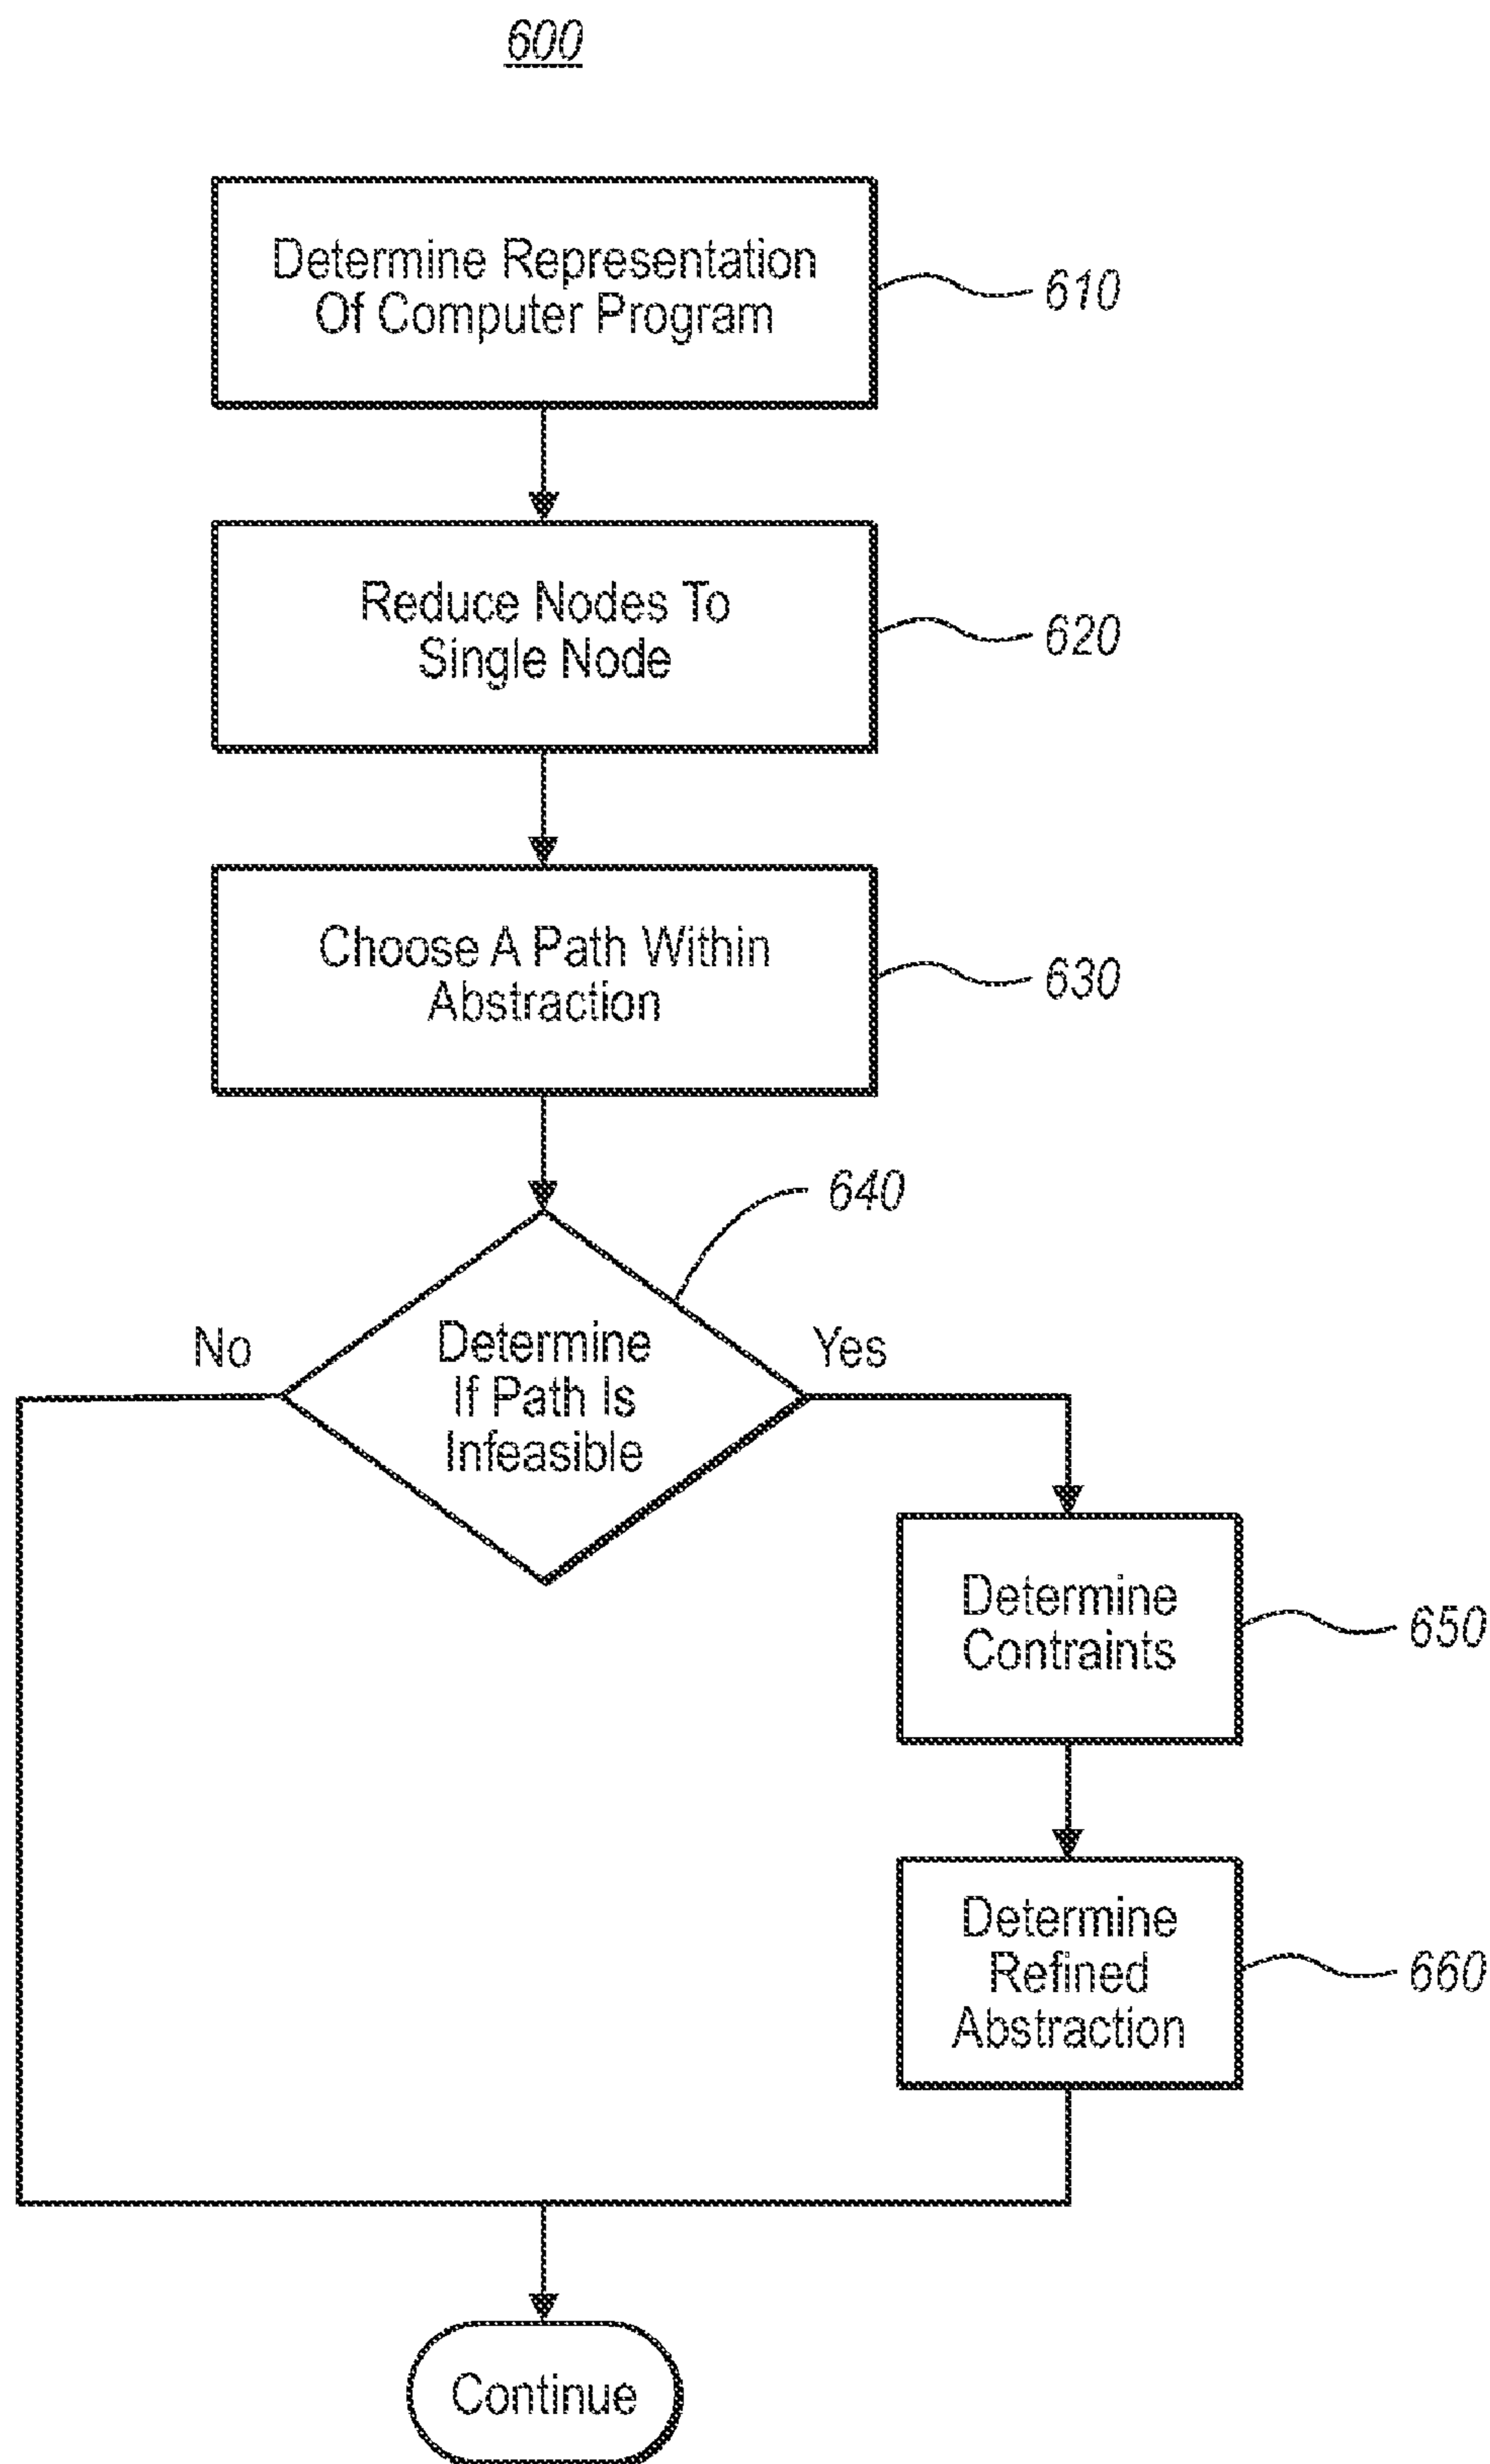 600
Determine Representation
Of Computer Program
610
Reduce Nodes To
Single Node
620
Choose A Path Within
Abstraction
630
640
No
Determine
If Path Is
Infeasible
Yes
Determine
Contraints
650
Determine
Refined
Abstraction
660
Continue